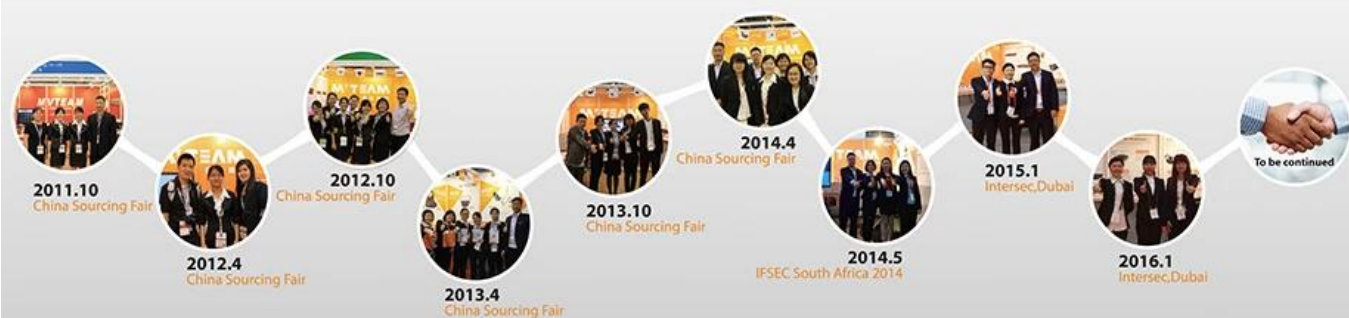 MVTEAM
2011.10
China Sourcing Fair
2012.4
China Sourcing Fair
MVTEAM
2012.10
China Sourcing Fair
2013.4
China Sourcing Fair
2013.10
China Sourcing Fair
2014.4
China Sourcing Fair
2014.5
IFSEC South Africa 2014
2015.1
Intersec,Dubai
2016.1
Intersec,Dubai
To be continued